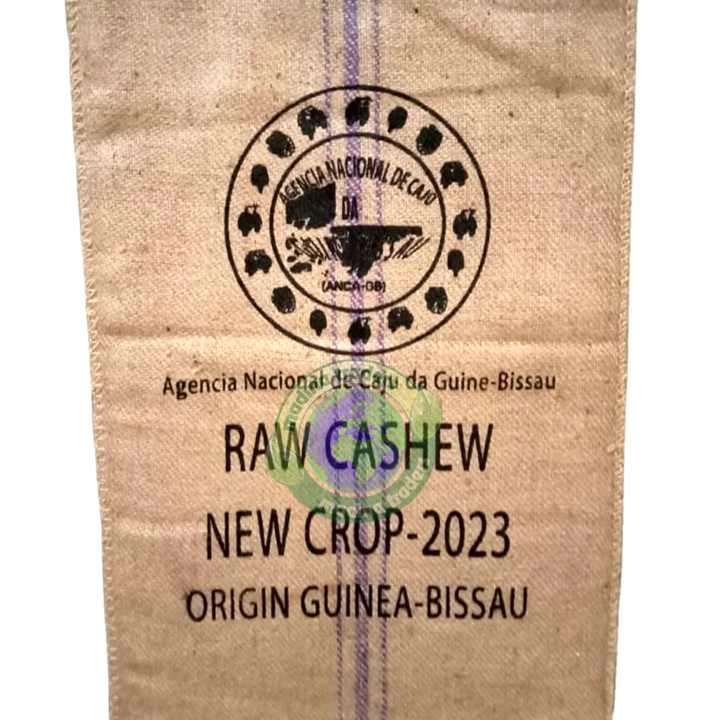 AGENCIA NACIONAL DE CAJU
DA
(ANCA-GB)
Agencia Nacional de Caju da Guine-Bissau
RAW CASHEW
NEW CROP-2023
ORIGIN GUINEA-BISSAU